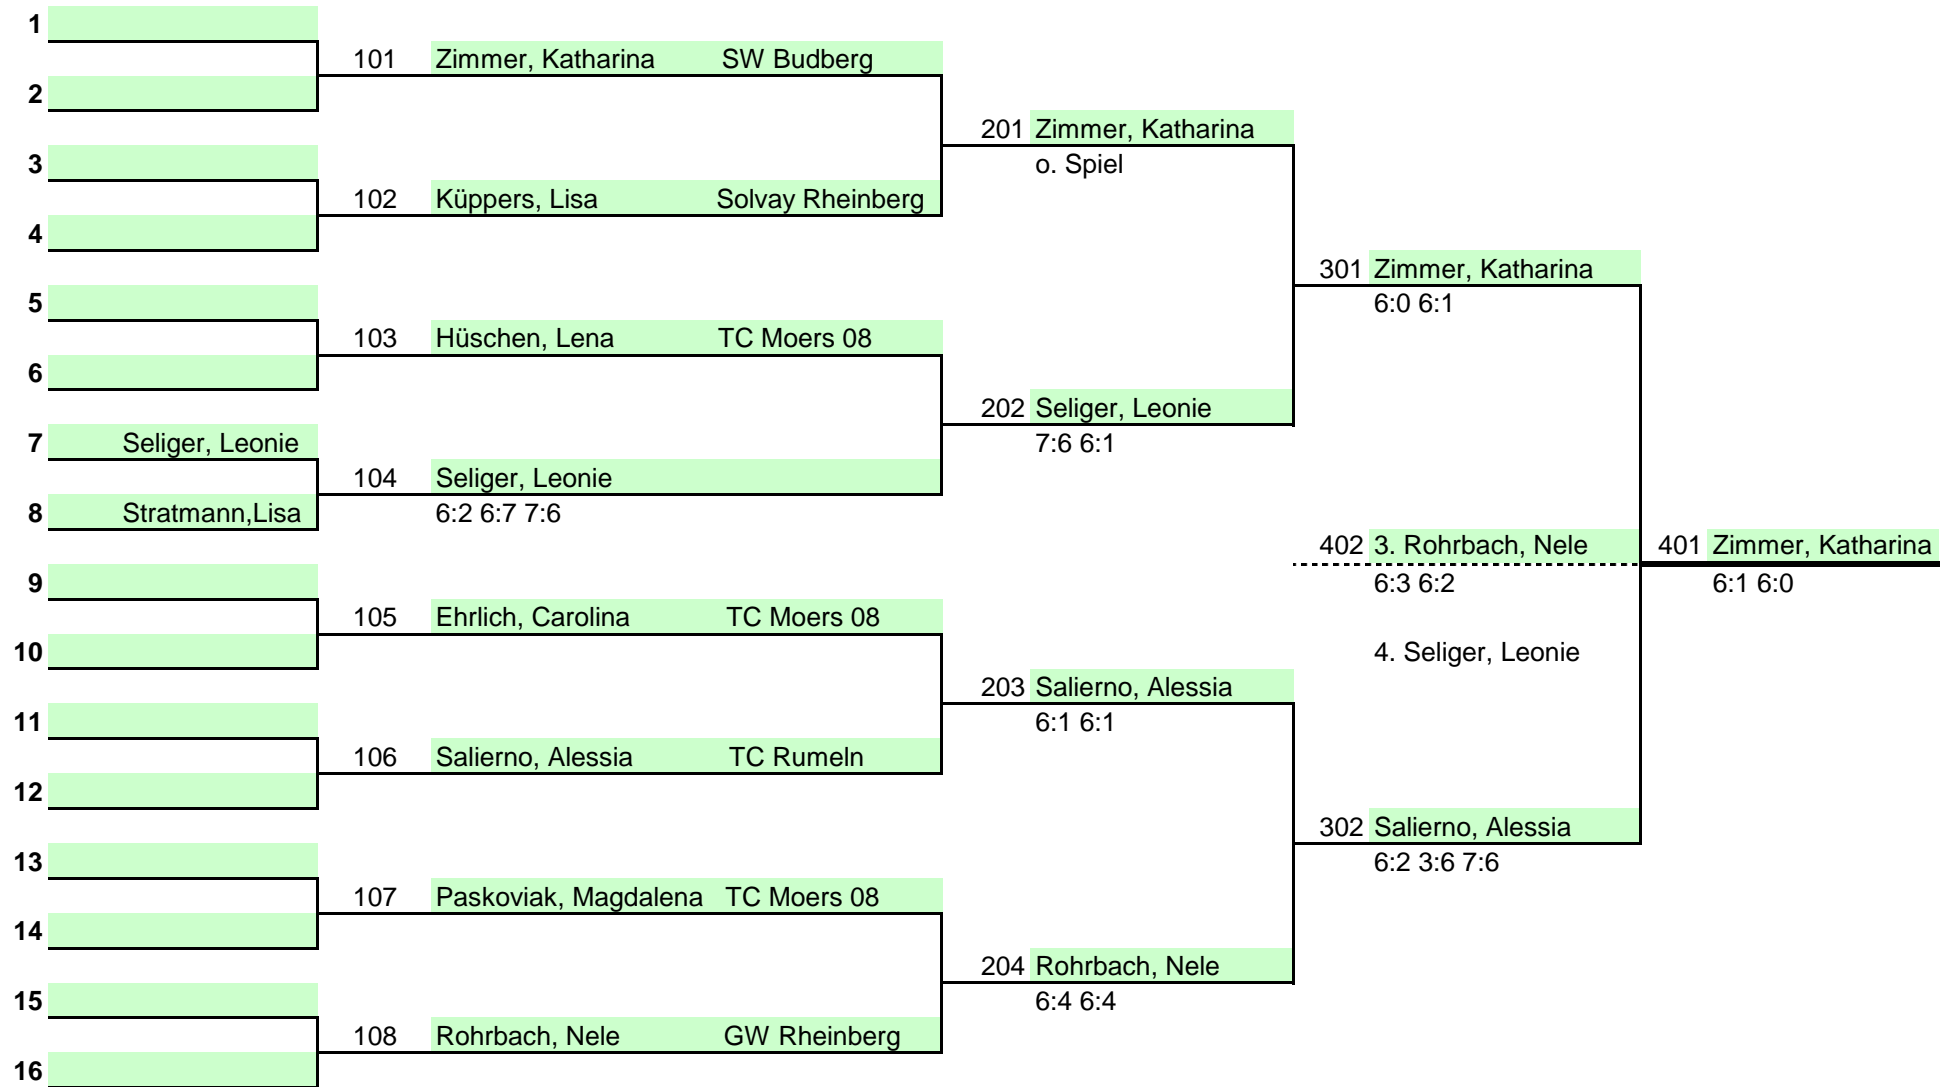 1
101 Zimmer, Katharina SW Budberg
2
201 Zimmer, Katharina
3 o. Spiel
102 Küppers, Lisa Solvay Rheinberg
4
301 Zimmer, Katharina
5 6:0 6:1
103 Hüschen, Lena TC Moers 08
6
202 Seliger, Leonie
7 Seliger, Leonie 7:6 6:1
104 Seliger, Leonie
8 Stratmann,Lisa 6:2 6:7 7:6
402 3. Rohrbach, Nele 401 Zimmer, Katharina
9 6:3 6:2 6:1 6:0
105 Ehrlich, Carolina TC Moers 08
10 4. Seliger, Leonie
203 Salierno, Alessia
11 6:1 6:1
106 Salierno, Alessia TC Rumeln
12
302 Salierno, Alessia
13 6:2 3:6 7:6
107 Paskoviak, Magdalena TC Moers 08
14
204 Rohrbach, Nele
15 6:4 6:4
108 Rohrbach, Nele GW Rheinberg
16